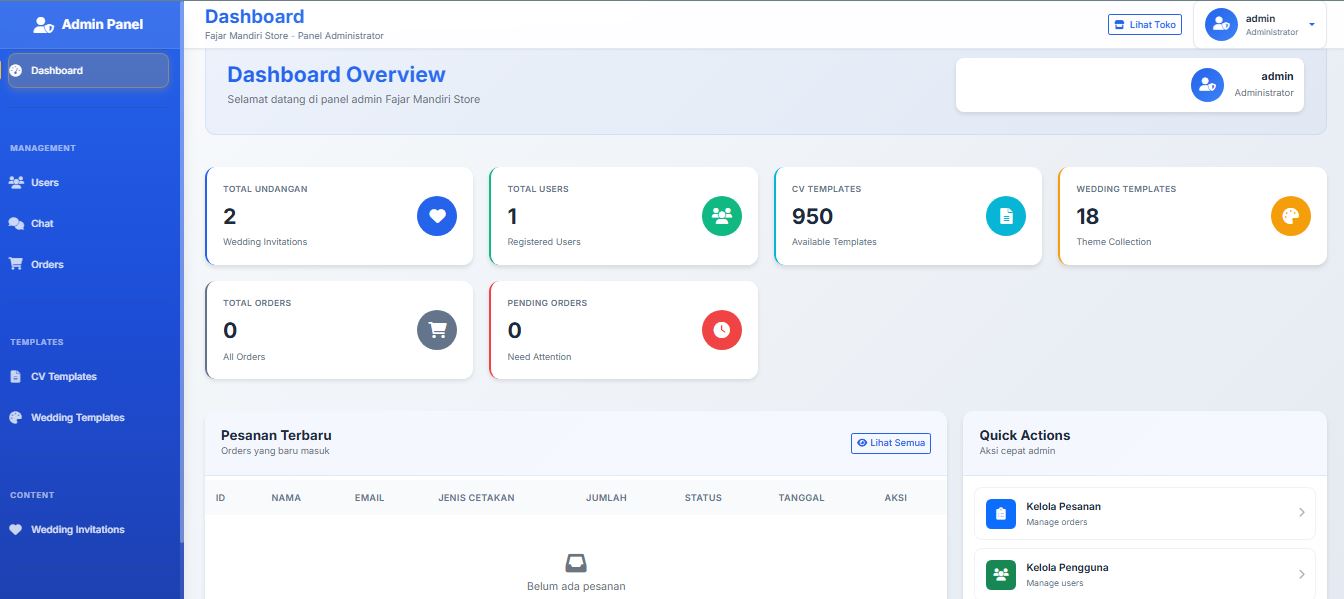 Admin Panel
Dashboard
MANAGEMENT
Users
Chat
Orders
TEMPLATES
CV Templates
Wedding Templates
CONTENT
Wedding Invitations
Dashboard
Fajar Mandiri Store - Panel Administrator
Lihat Toko
admin
Administrator
Dashboard Overview
Selamat datang di panel admin Fajar Mandiri Store
admin
Administrator
TOTAL UNDANGAN
2
Wedding Invitations
TOTAL USERS
1
Registered Users
CV TEMPLATES
950
Available Templates
WEDDING TEMPLATES
18
Theme Collection
TOTAL ORDERS
0
All Orders
PENDING ORDERS
0
Need Attention
Pesanan Terbaru
Orders yang baru masuk
Lihat Semua
ID NAMA EMAIL JENIS CETAKAN JUMLAH STATUS TANGGAL AKSI
Belum ada pesanan
Quick Actions
Aksi cepat admin
Kelola Pesanan
Manage orders
Kelola Pengguna
Manage users